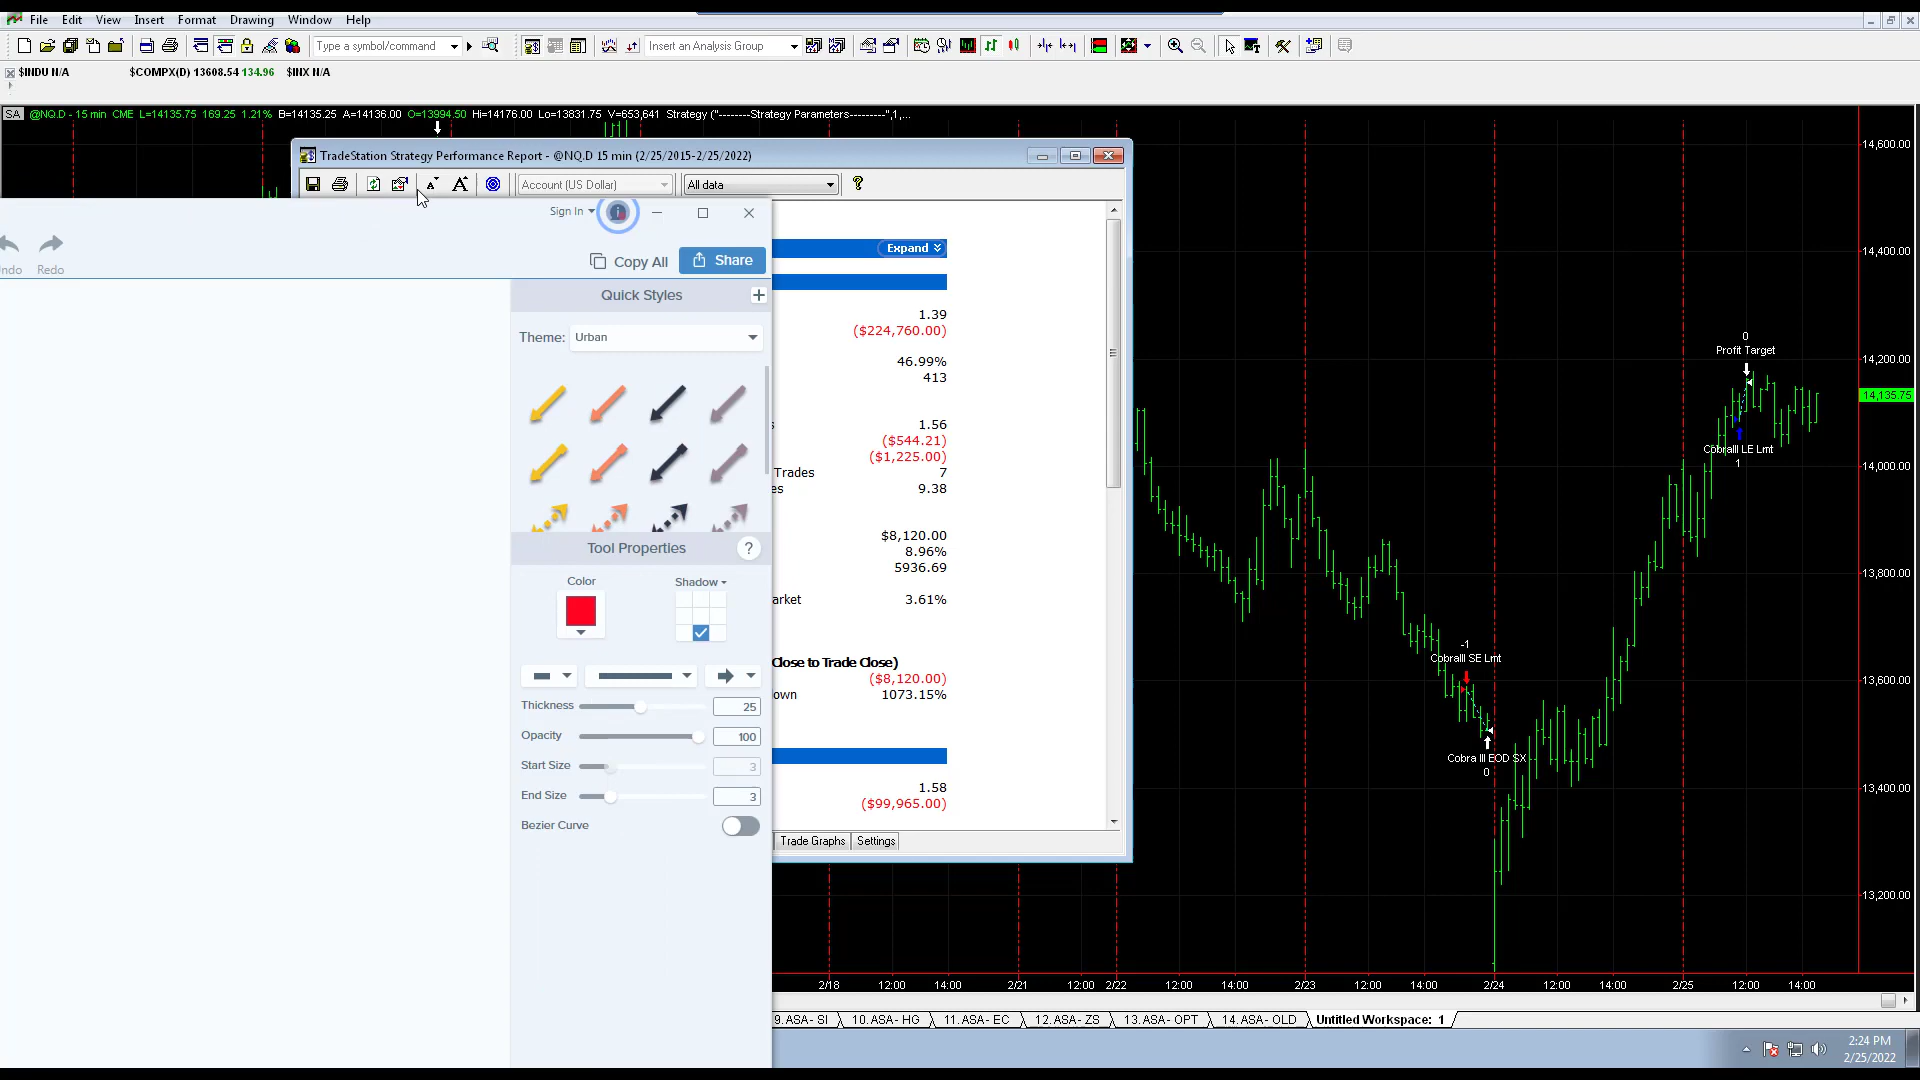 File Edit View Insert Format Drawing Window Help
Type a symbol/command
Insert an Analysis Group
$INDU N/A $COMPX(D) 13608.54 134.96 $INX N/A
SA @NQ.D - 15 min CME L=14135.75 169.25 1.21% B=14135.25 A=14136.00 O=13994.50 Hi=14176.00 Lo=13831.75 V=653,641 Strategy ("--------Strategy Parameters---------",1,...
TradeStation Strategy Performance Report - @NQ.D 15 min (2/25/2015-2/25/2022)
Account (US Dollar)
All data
Sign In
Redo
Copy All
Share
Quick Styles
Theme: Urban
Tool Properties
?
Color
Shadow
Thickness 25
Opacity 100
Start Size 3
End Size 3
Bezier Curve
Expand
1.39
($224,760.00)
46.99%
413
1.56
($544.21)
($1,225.00)
Trades 7
9.38
$8,120.00
8.96%
5936.69
3.61%
Close to Trade Close)
($8,120.00)
1073.15%
1.58
($99,965.00)
Trade Graphs
Settings
0
Profit Target
CobraIII LE Lmt
1
-1
CobraIII SE Lmt
Cobra III EOD SX
0
14,600.00
14,400.00
14,200.00
14,135.75
14,000.00
13,800.00
13,600.00
13,400.00
13,200.00
2/18 12:00 14:00 2/21 12:00 2/22 12:00 14:00 2/23 12:00 14:00 2/24 12:00 14:00 2/25 12:00 14:00
9.ASA- SI 10.ASA- HG 11.ASA- EC 12.ASA- ZS 13.ASA- OPT 14.ASA- OLD Untitled Workspace: 1
2:24 PM
2/25/2022